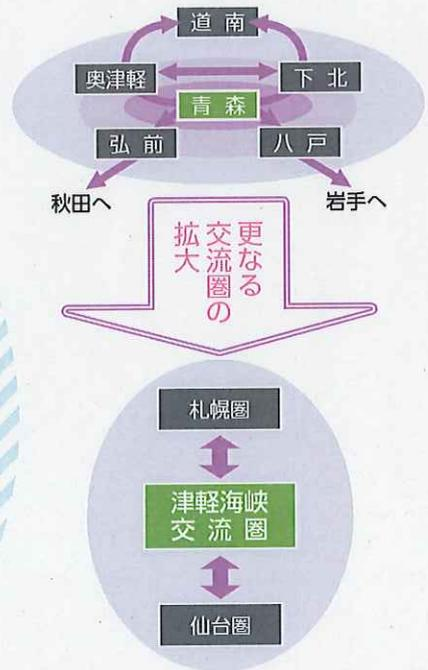 道 南
奥津軽
下 北
青 森
弘 前
八 戸
秋田へ
岩手へ
更なる
交流圏の
拡大
札幌圏
津軽海峡
交 流 圏
仙台圏